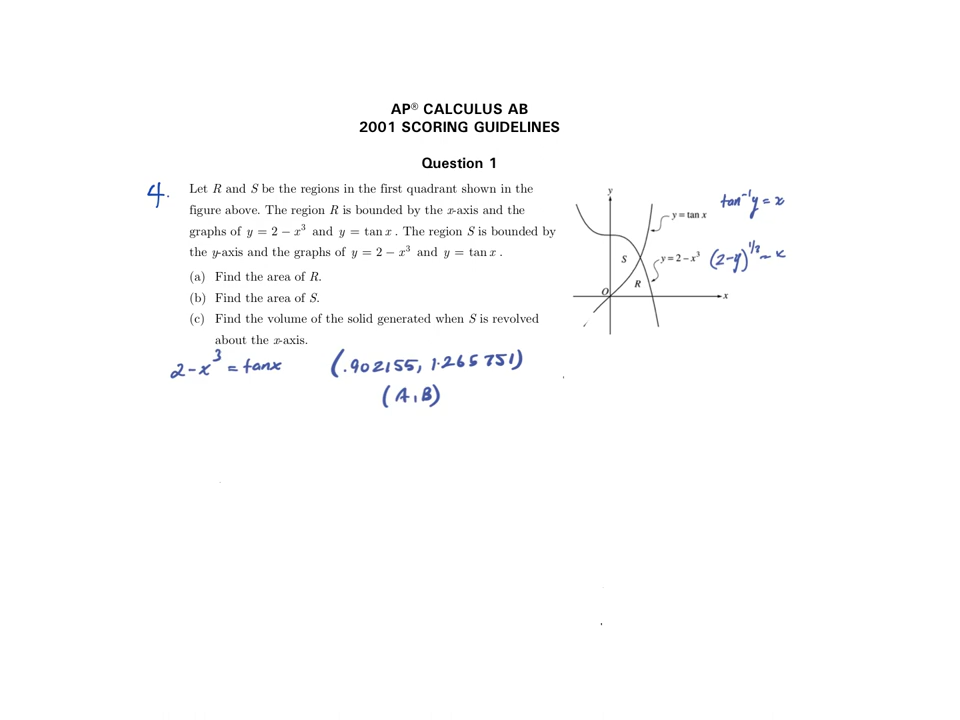 AP® CALCULUS AB
2001 SCORING GUIDELINES
Question 1
4. Let R and S be the regions in the first quadrant shown in the
figure above. The region R is bounded by the x-axis and the
graphs of y = 2 − x³ and y = tan x . The region S is bounded by
the y-axis and the graphs of y = 2 − x³ and y = tan x .
(a) Find the area of R.
(b) Find the area of S.
(c) Find the volume of the solid generated when S is revolved
about the x-axis.
y
y = tan x
tan⁻¹y = x
S
y = 2 − x³
(2-y)^1/3 = x
R
O
x
2-x³ = tanx
(.902155, 1.265751)
(A,B)